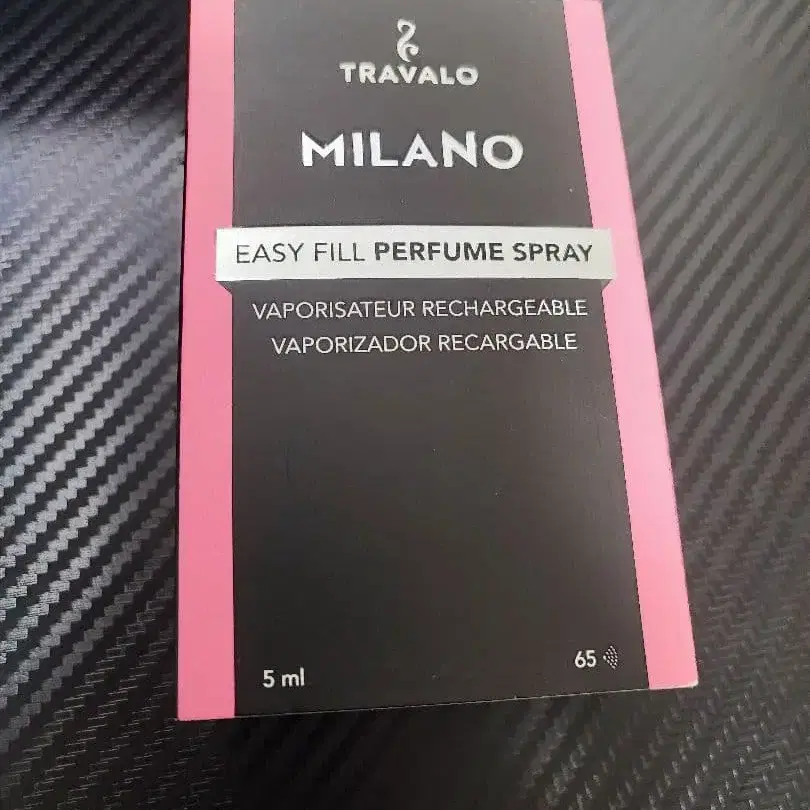 TRAVALO
MILANO
EASY FILL PERFUME SPRAY
VAPORISATEUR RECHARGEABLE
VAPORIZADOR RECARGABLE
5 ml
65